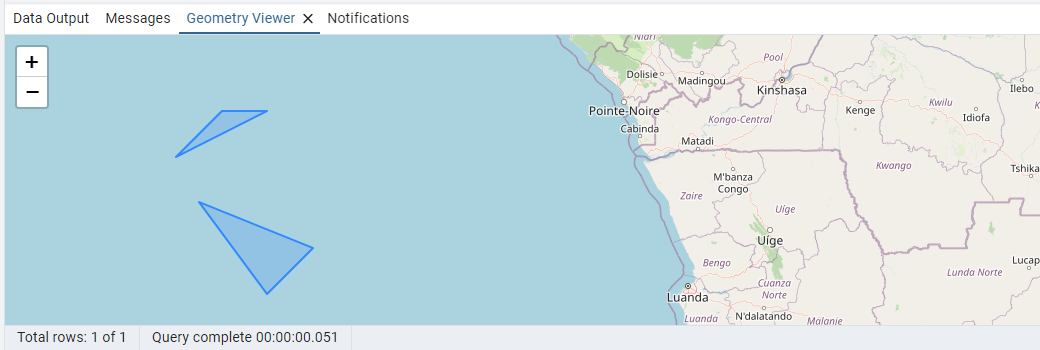 Data Output Messages Geometry Viewer × Notifications
+
−
Niari
Dolisie
Madingou
Pool
Kinshasa
Pointe-Noire
Kongo-Central
Kenge
Kwilu
Idiofa
Ilebo
Cabinda
Matadi
Kwango
Tshika
M'banza
Congo
Zaire
Uíge
Uíge
Bengo
Cuanza
Norte
Lucap
Lunda Norte
Luanda
Luanda
N'dalatando
Malanje
Total rows: 1 of 1 Query complete 00:00:00.051